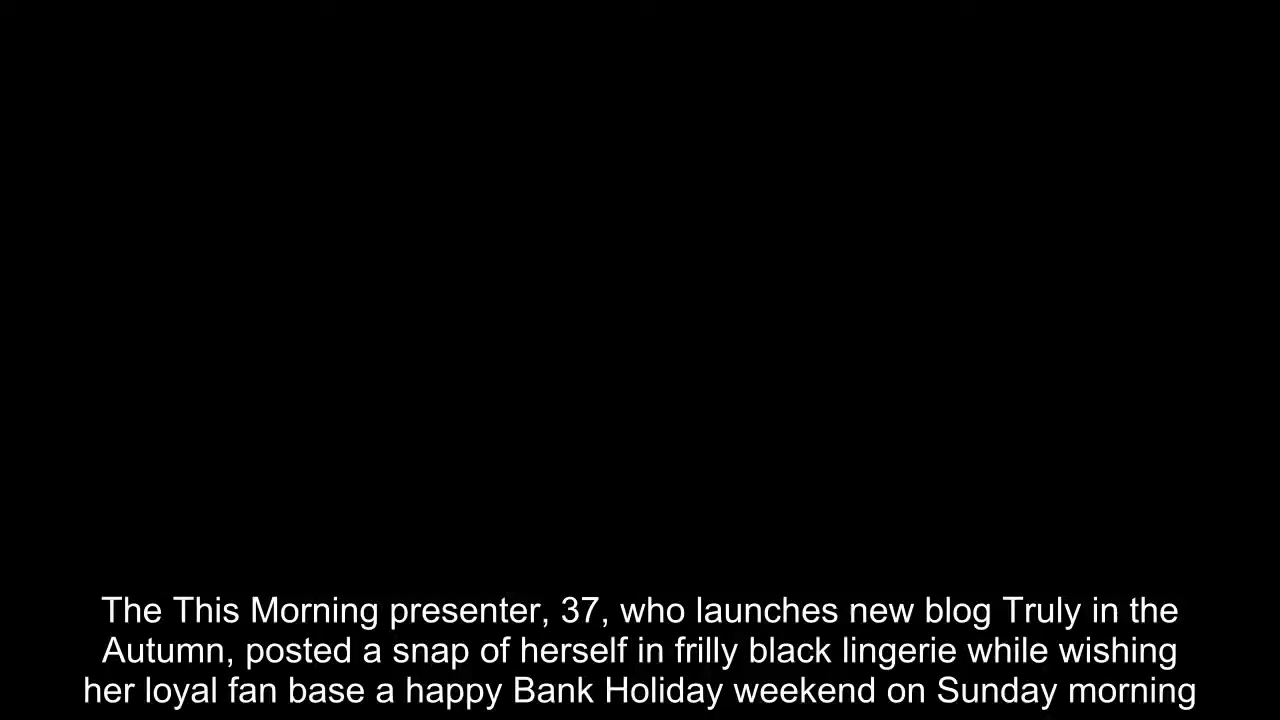 The This Morning presenter, 37, who launches new blog Truly in the
Autumn, posted a snap of herself in frilly black lingerie while wishing
her loyal fan base a happy Bank Holiday weekend on Sunday morning